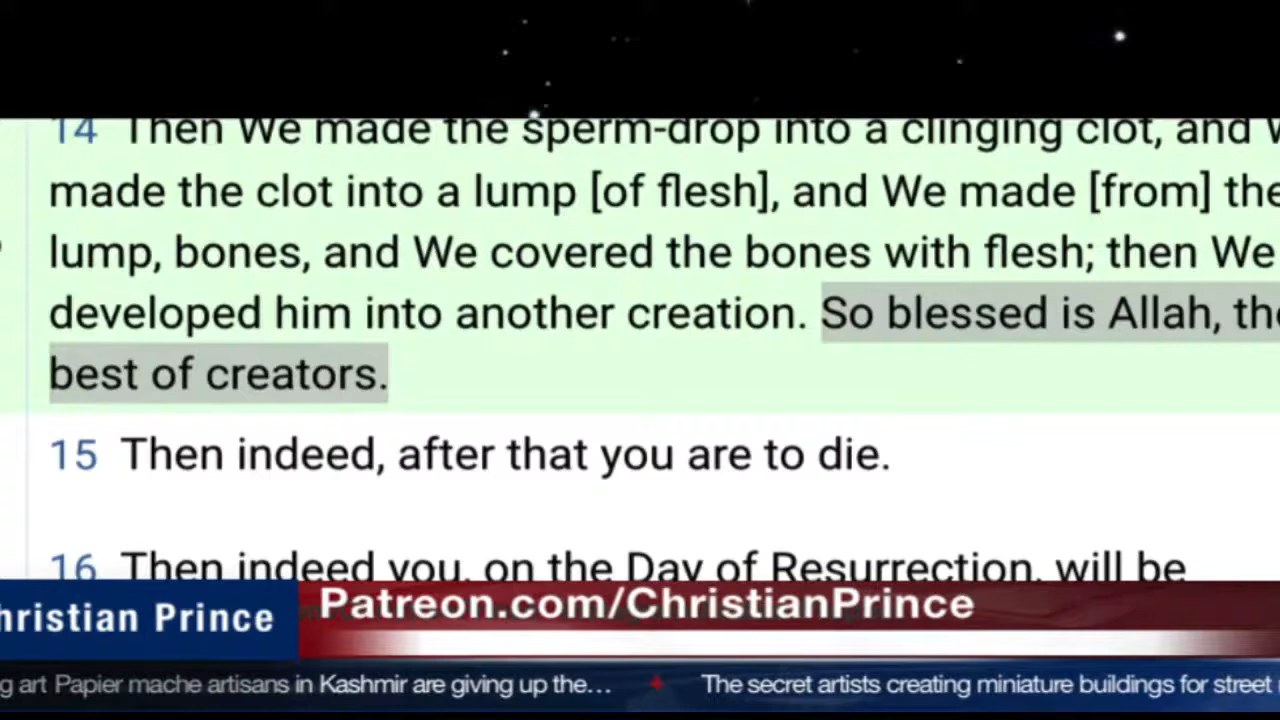 14 Then We made the sperm-drop into a clinging clot, and
made the clot into a lump [of flesh], and We made [from] the
lump, bones, and We covered the bones with flesh; then We
developed him into another creation. So blessed is Allah, the
best of creators.
15 Then indeed, after that you are to die.
16 Then indeed you, on the Day of Resurrection, will be
Christian Prince
Patreon.com/ChristianPrince
g art Papier mache artisans in Kashmir are giving up the...
The secret artists creating miniature buildings for street